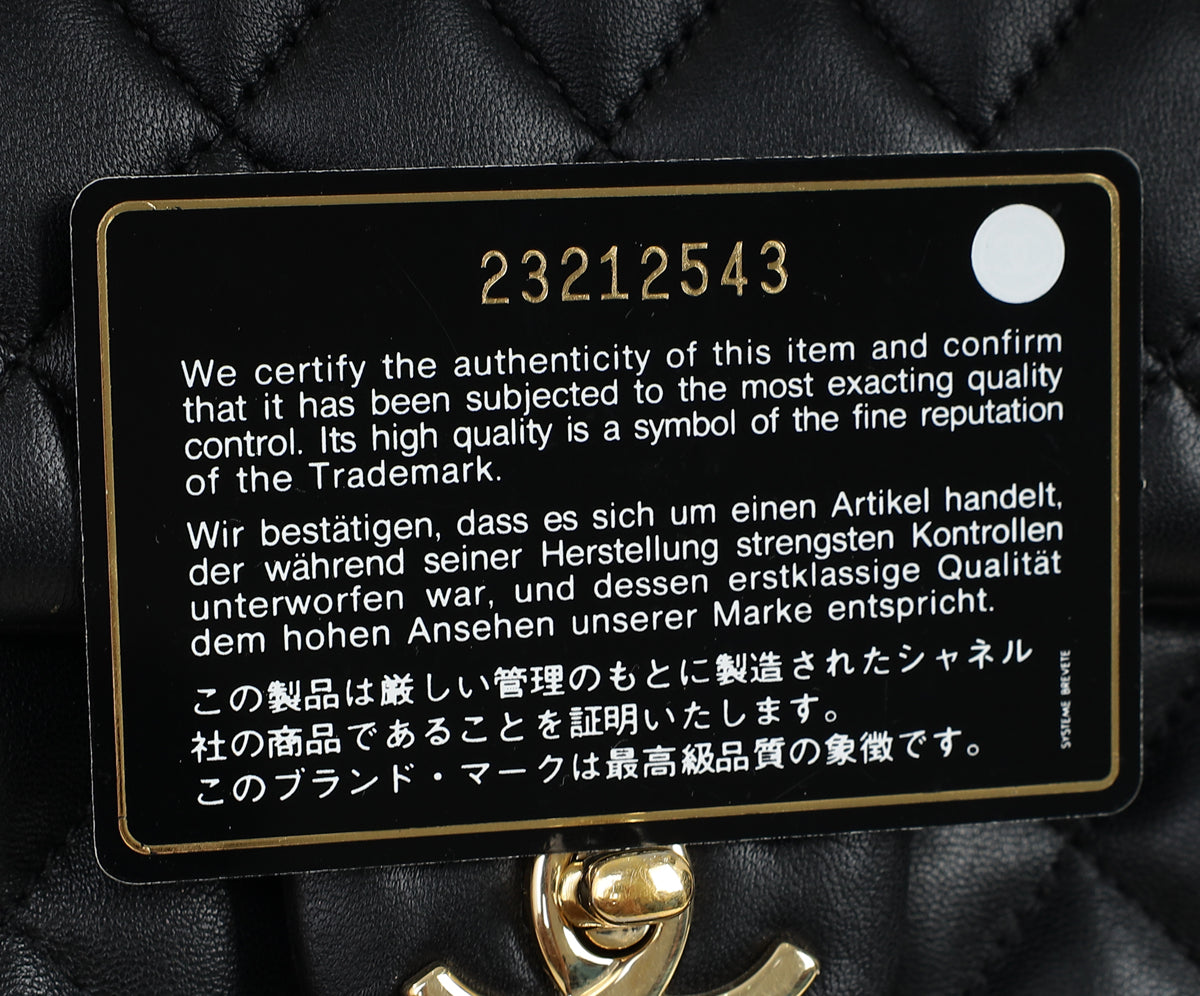 23212543
We certify the authenticity of this item and confirm
that it has been subjected to the most exacting quality
control. Its high quality is a symbol of the fine reputation
of the Trademark.
Wir bestätigen, dass es sich um einen Artikel handelt,
der während seiner Herstellung strengsten Kontrollen
unterworfen war, und dessen erstklassige Qualität
dem hohen Ansehen unserer Marke entspricht.
この製品は厳しい管理のもとに製造されたシャネル
社の商品であることを証明いたします。
このブランド・マークは最高級品質の象徴です。
SYSTEME BREVETE